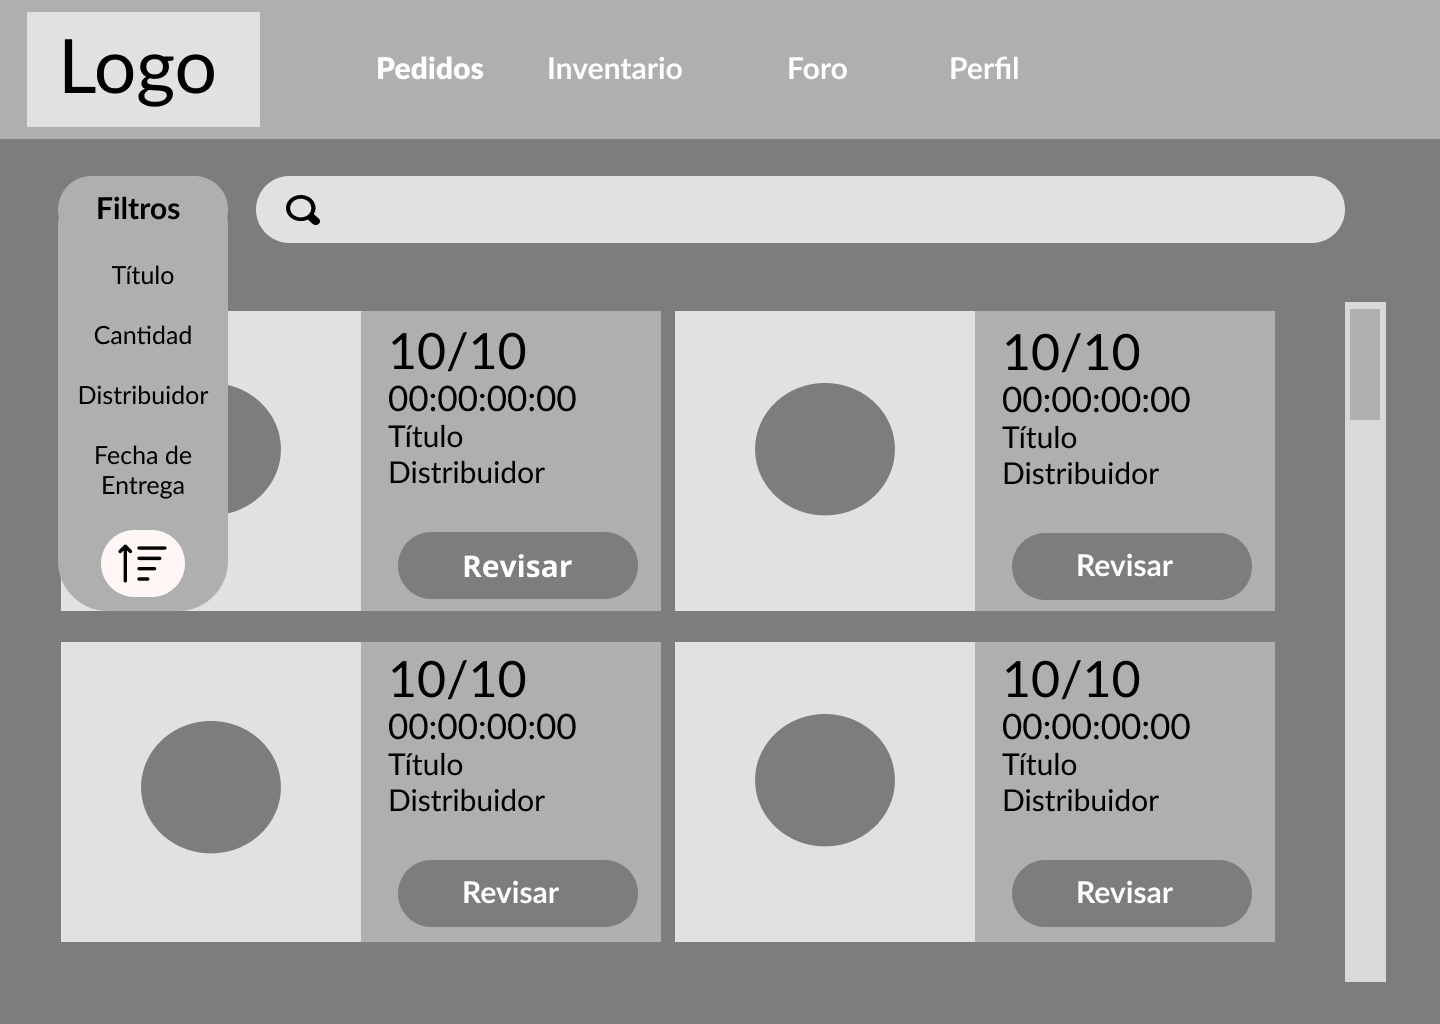 Logo
Pedidos Inventario Foro Perfil
Filtros
Título
Cantidad
Distribuidor
Fecha de
Entrega
10/10
00:00:00:00
Título
Distribuidor
Revisar
10/10
00:00:00:00
Título
Distribuidor
Revisar
10/10
00:00:00:00
Título
Distribuidor
Revisar
10/10
00:00:00:00
Título
Distribuidor
Revisar